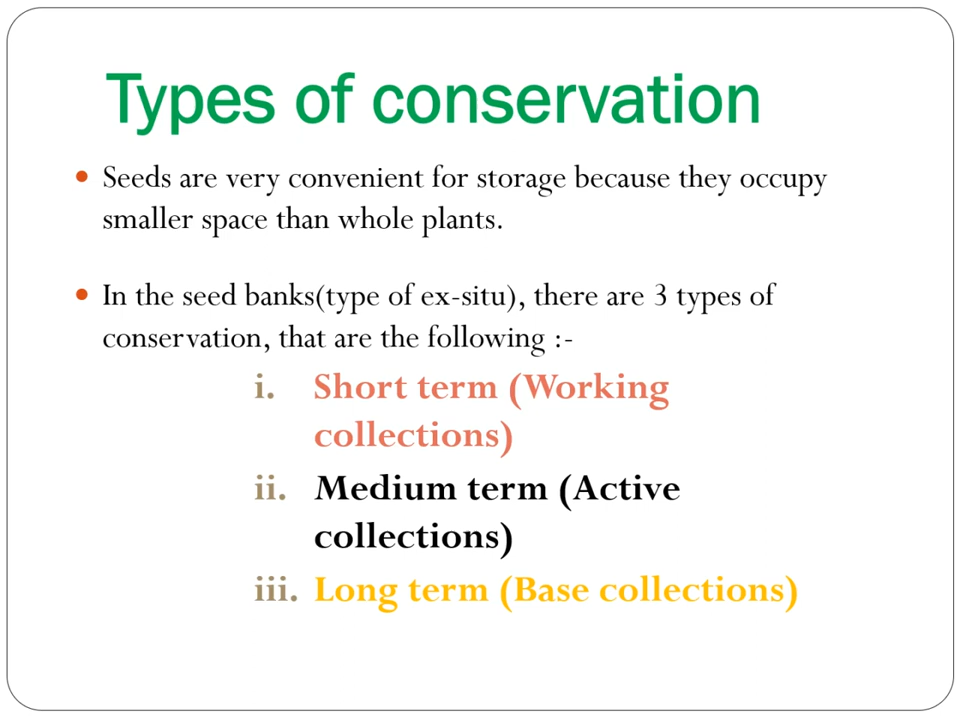 Types of conservation
• Seeds are very convenient for storage because they occupy
smaller space than whole plants.
• In the seed banks(type of ex-situ), there are 3 types of
conservation, that are the following :-
i. Short term (Working
collections)
ii. Medium term (Active
collections)
iii. Long term (Base collections)